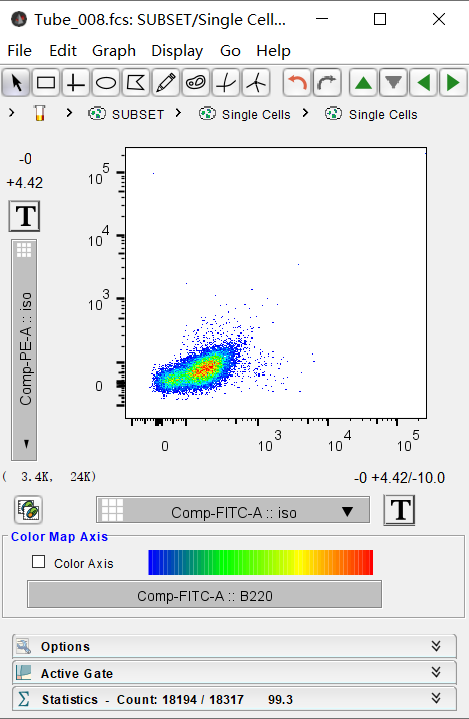 Tube_008.fcs: SUBSET/Single Cell...
File Edit Graph Display Go Help
> > SUBSET > Single Cells > Single Cells
-0
+4.42
T
Comp-PE-A :: iso
10^5
10^4
10^3
0
0 10^3 10^4 10^5
( 3.4K, 24K)
-0 +4.42/-10.0
Comp-FITC-A :: iso
T
Color Map Axis
Color Axis
Comp-FITC-A :: B220
Options
Active Gate
Σ Statistics - Count: 18194 / 18317 99.3